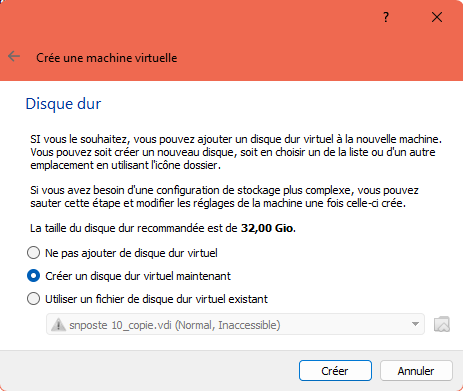 ?
Crée une machine virtuelle
Disque dur
SI vous le souhaitez, vous pouvez ajouter un disque dur virtuel à la nouvelle machine.
Vous pouvez soit créer un nouveau disque, soit en choisir un de la liste ou d'un autre
emplacement en utilisant l'icône dossier.
Si vous avez besoin d'une configuration de stockage plus complexe, vous pouvez
sauter cette étape et modifier les réglages de la machine une fois celle-ci crée.
La taille du disque dur recommandée est de 32,00 Gio.
Ne pas ajouter de disque dur virtuel
Créer un disque dur virtuel maintenant
Utiliser un fichier de disque dur virtuel existant
snposte 10_copie.vdi (Normal, Inaccessible)
Créer
Annuler